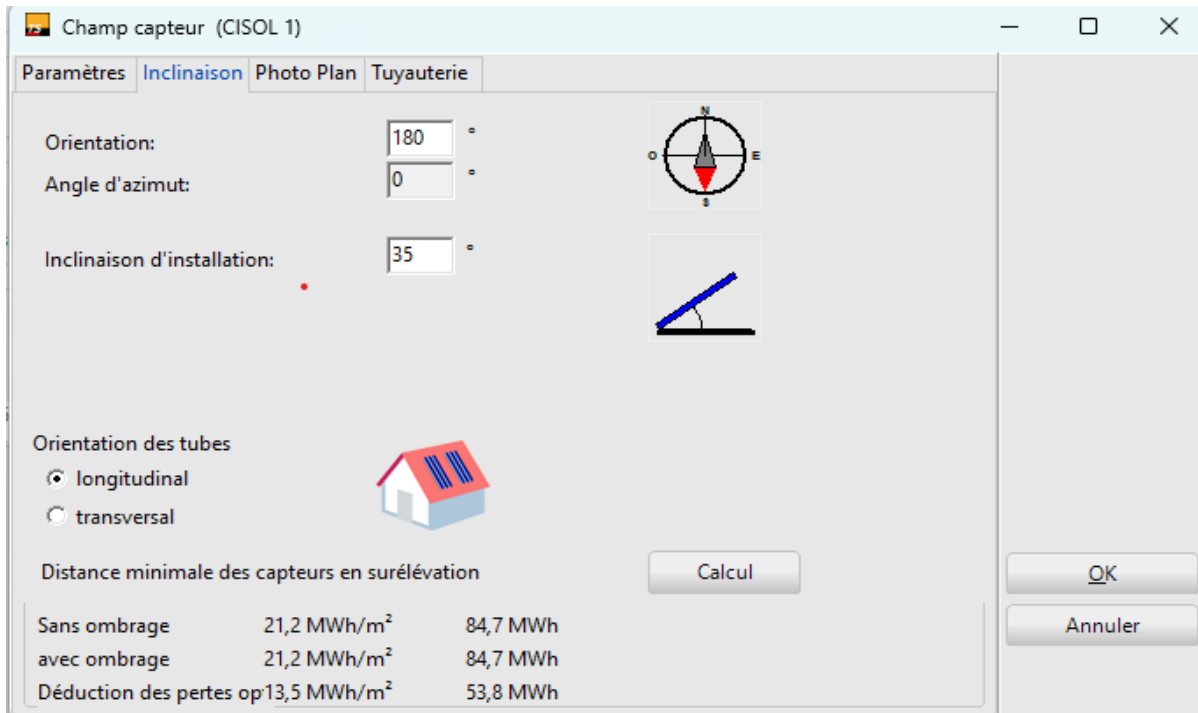 TS Champ capteur (CISOL 1)
Paramètres Inclinaison Photo Plan Tuyauterie
Orientation: 180 °
N
O E
S
Angle d'azimut: 0 °
Inclinaison d'installation: 35 °
Orientation des tubes
longitudinal
transversal
Distance minimale des capteurs en surélévation Calcul
OK
Sans ombrage 21,2 MWh/m² 84,7 MWh
Annuler
avec ombrage 21,2 MWh/m² 84,7 MWh
Déduction des pertes op 13,5 MWh/m² 53,8 MWh